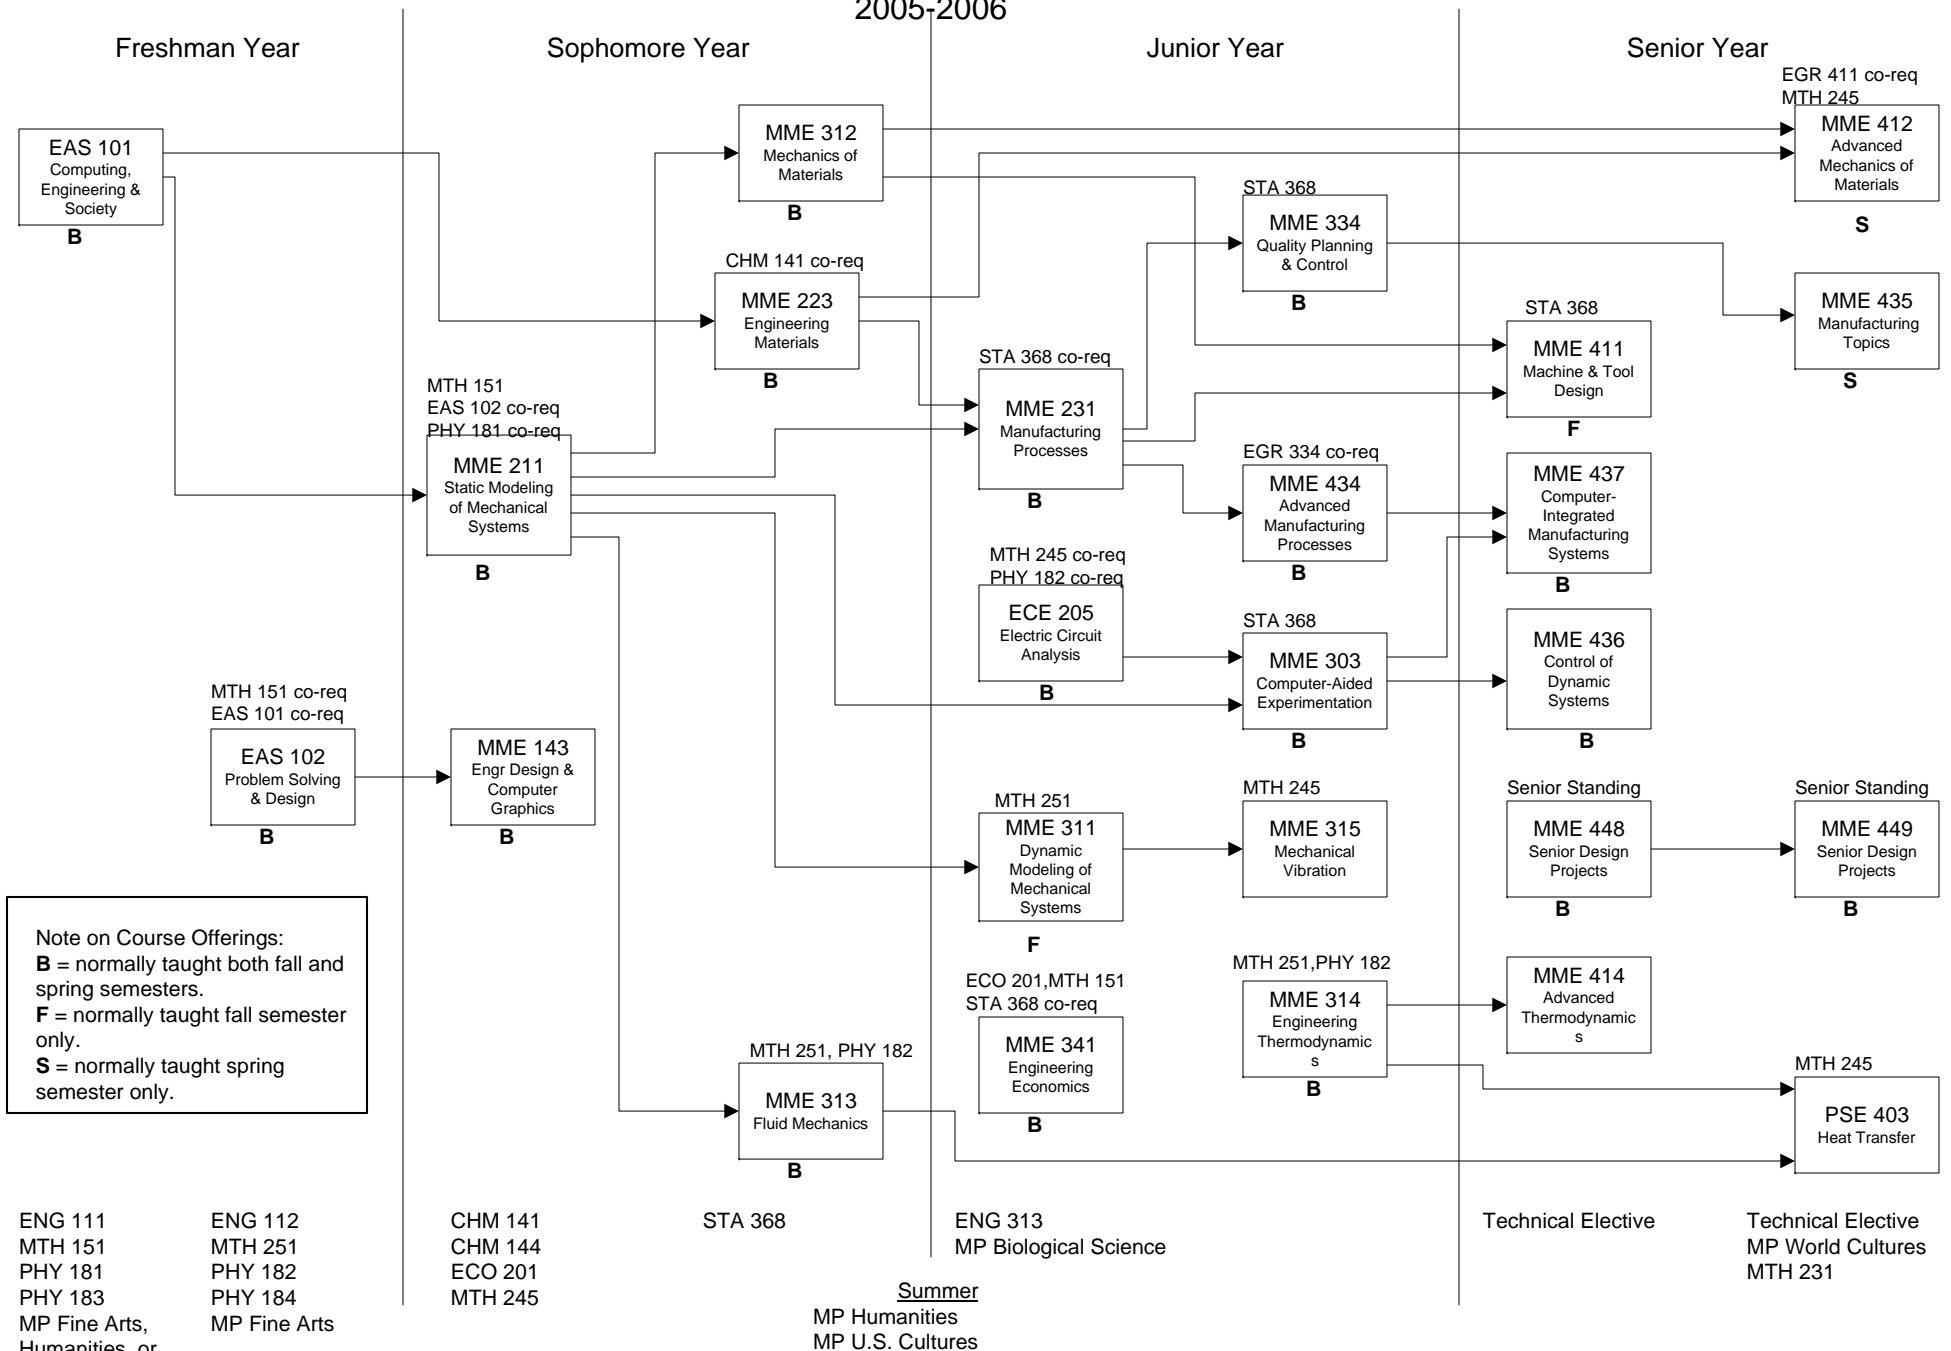 2005-2006
Freshman Year
Sophomore Year
Junior Year
Senior Year
EAS 101
Computing,
Engineering &
Society
B
MTH 151 co-req
EAS 101 co-req
EAS 102
Problem Solving
& Design
B
Note on Course Offerings:
B = normally taught both fall and
spring semesters.
F = normally taught fall semester
only.
S = normally taught spring
semester only.
ENG 111
MTH 151
PHY 181
PHY 183
MP Fine Arts,
Humanities, or
ENG 112
MTH 251
PHY 182
PHY 184
MP Fine Arts
MME 312
Mechanics of
Materials
B
CHM 141 co-req
MME 223
Engineering
Materials
B
MTH 151
EAS 102 co-req
PHY 181 co-req
MME 211
Static Modeling
of Mechanical
Systems
B
MME 143
Engr Design &
Computer
Graphics
B
MTH 251, PHY 182
MME 313
Fluid Mechanics
B
CHM 141
CHM 144
ECO 201
MTH 245
STA 368
Summer
MP Humanities
MP U.S. Cultures
STA 368 co-req
MME 231
Manufacturing
Processes
B
MTH 245 co-req
PHY 182 co-req
ECE 205
Electric Circuit
Analysis
B
MTH 251
MME 311
Dynamic
Modeling of
Mechanical
Systems
F
ECO 201,MTH 151
STA 368 co-req
MME 341
Engineering
Economics
B
ENG 313
MP Biological Science
STA 368
MME 334
Quality Planning
& Control
B
EGR 334 co-req
MME 434
Advanced
Manufacturing
Processes
B
STA 368
MME 303
Computer-Aided
Experimentation
B
MTH 245
MME 315
Mechanical
Vibration
MTH 251,PHY 182
MME 314
Engineering
Thermodynamic
s
B
STA 368
MME 411
Machine & Tool
Design
F
MME 437
Computer-
Integrated
Manufacturing
Systems
B
MME 436
Control of
Dynamic
Systems
B
Senior Standing
MME 448
Senior Design
Projects
B
MME 414
Advanced
Thermodynamic
s
Technical Elective
EGR 411 co-req
MTH 245
MME 412
Advanced
Mechanics of
Materials
S
MME 435
Manufacturing
Topics
S
Senior Standing
MME 449
Senior Design
Projects
B
MTH 245
PSE 403
Heat Transfer
Technical Elective
MP World Cultures
MTH 231